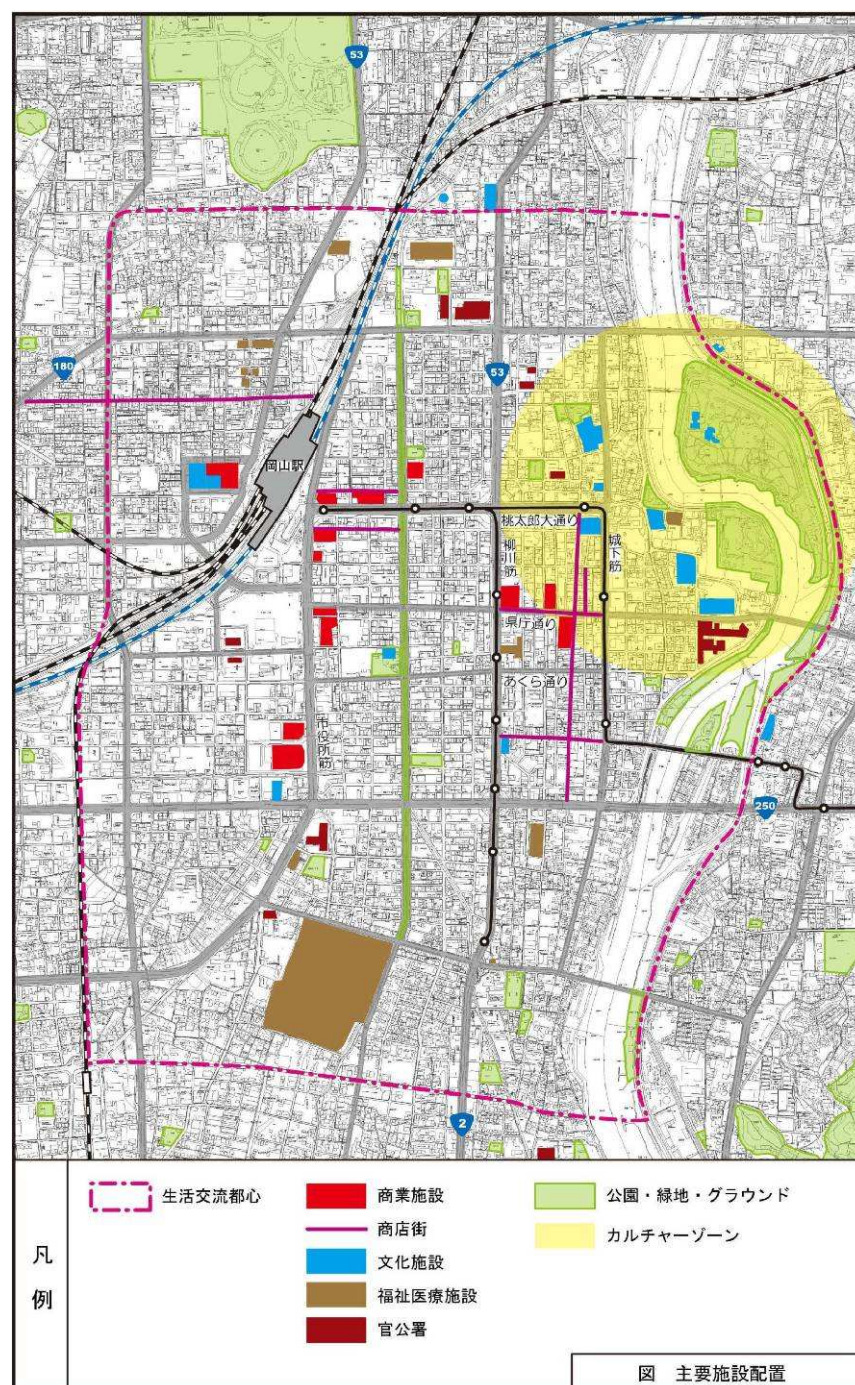 53
180
53
岡山駅
桃太郎大通り
柳川筋
城下筋
県庁通り
あくら通り
市役所筋
250
2
凡例
生活交流都心
商業施設
商店街
文化施設
福祉医療施設
官公署
公園・緑地・グラウンド
カルチャーゾーン
図 主要施設配置